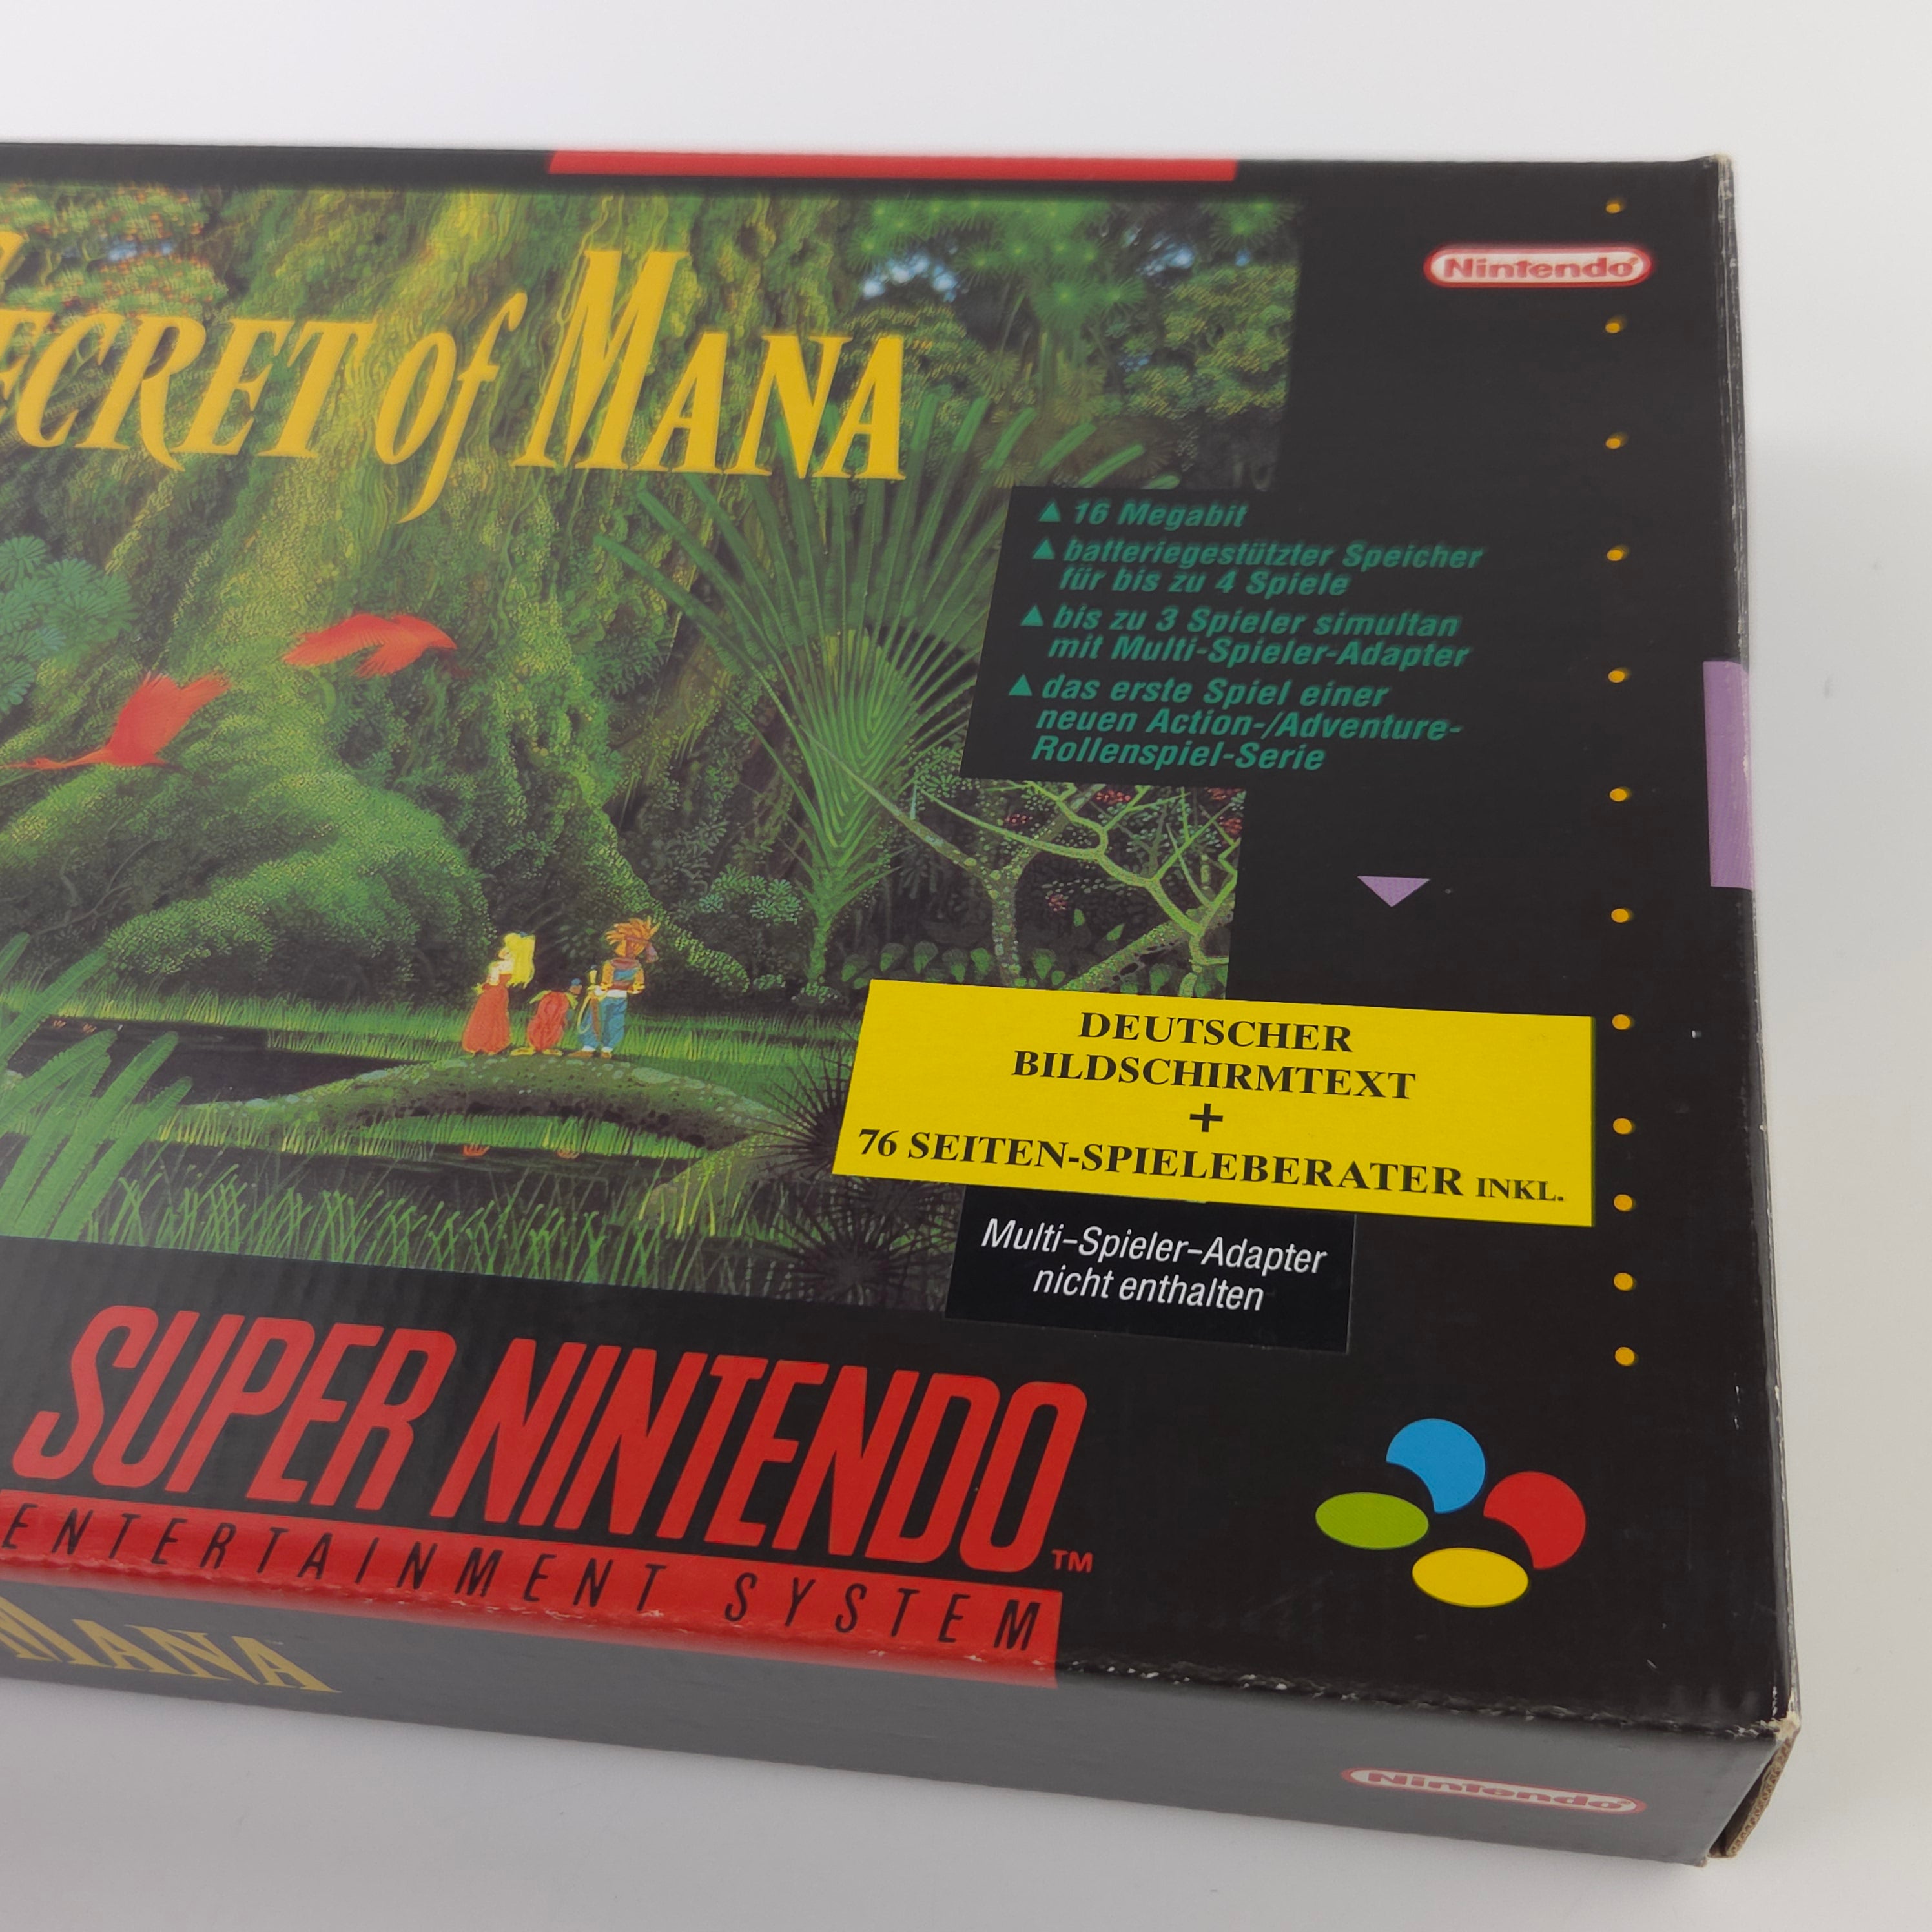 Nintendo®
ECRET of MANA
▲ 16 Megabit
▲ batteriegestützter Speicher
für bis zu 4 Spiele
▲ bis zu 3 Spieler simultan
mit Multi-Spieler-Adapter
▲ das erste Spiel einer
neuen Action-/Adventure-
Rollenspiel-Serie
DEUTSCHER
BILDSCHIRMTEXT
+
76 SEITEN-SPIELEBERATER INKL.
Multi-Spieler-Adapter
nicht enthalten
SUPER NINTENDO™
ENTERTAINMENT SYSTEM
MANA
Nintendo®